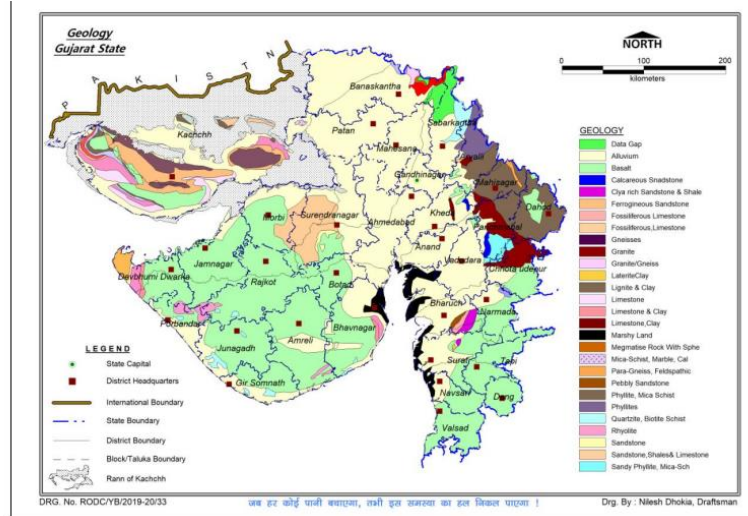 Geology
Gujarat State
NORTH
0 50 100 200
kilometers
P A K I S T N
Banaskantha
Patan
Sabarkantha
Kachchh
Mahesana
Gandhinagar
Mahizagar
Dahod
Morbi
Surendranagar
Ahmedabad
Kheda
Panchmahal
Anand
Jamnagar
Vadodara
Chhota udepur
Devbhumi Dwarka
Rajkot
Botad
Bharuch
Narmada
Porbandar
Bhavnagar
Junagadh
Amreli
Surat
Tapi
Gir Somnath
Navsari
Dang
Valsad
GEOLOGY
Data Gap
Alluvium
Basalt
Calcareous Snadstone
Clya rich Sandstone & Shale
Ferrogineous Sandstone
Fossiliferous Limestone
Fossiliferous,Limestone
Gneisses
Granite
Granite/Gneiss
LateriteClay
Lignite & Clay
Limestone
Limestone & Clay
Limestone,Clay
Marshy Land
Megmatise Rock With Sphe
Mica-Schist, Marble, Cal
Para-Gneiss, Feldspathic
Pebbly Sandstone
Phyllite, Mica Schist
Phyllites
Quartzite, Biotite Schist
Rhyolite
Sandstone
Sandstone,Shales& Limestone
Sandy Phyllite, Mica-Sch
LEGEND
State Capital
District Headquarters
International Boundary
State Boundary
District Boundary
Block/Taluka Boundary
Rann of Kachchh
DRG. No. RODC/YB/2019-20/33
जब हर कोई पानी बचाएगा, तभी इस समस्या का हल निकल पाएगा !
Drg. By : Nilesh Dhokia, Draftsman